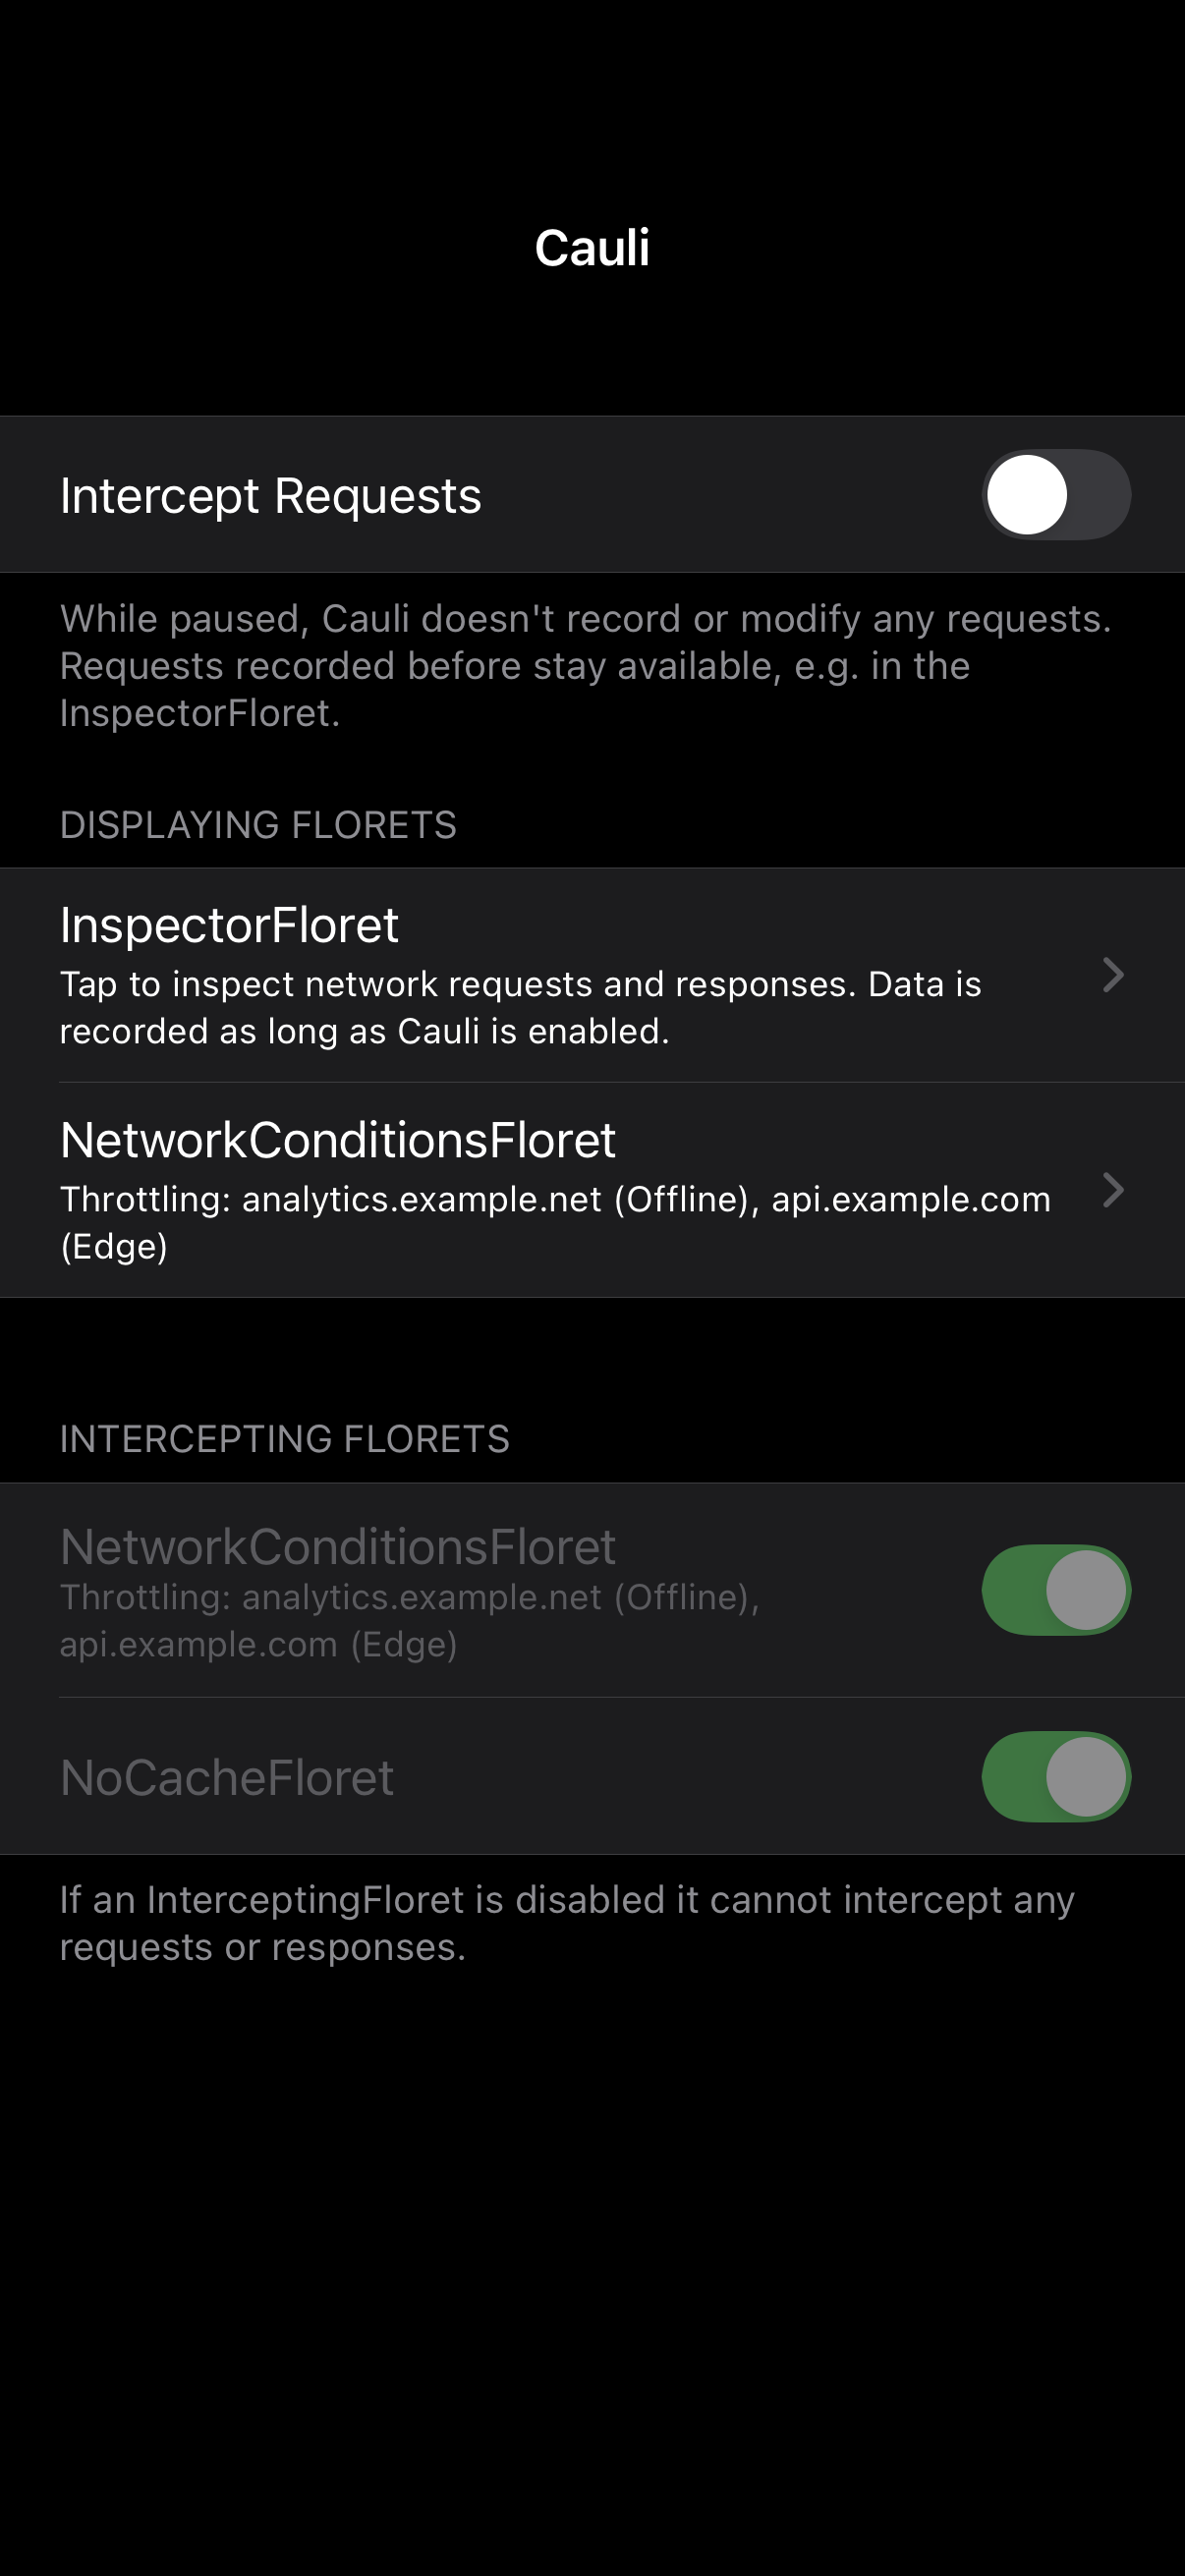 Cauli
Intercept Requests
While paused, Cauli doesn't record or modify any requests.
Requests recorded before stay available, e.g. in the
InspectorFloret.
DISPLAYING FLORETS
InspectorFloret
Tap to inspect network requests and responses. Data is
recorded as long as Cauli is enabled.
NetworkConditionsFloret
Throttling: analytics.example.net (Offline), api.example.com
(Edge)
INTERCEPTING FLORETS
NetworkConditionsFloret
Throttling: analytics.example.net (Offline),
api.example.com (Edge)
NoCacheFloret
If an InterceptingFloret is disabled it cannot intercept any
requests or responses.